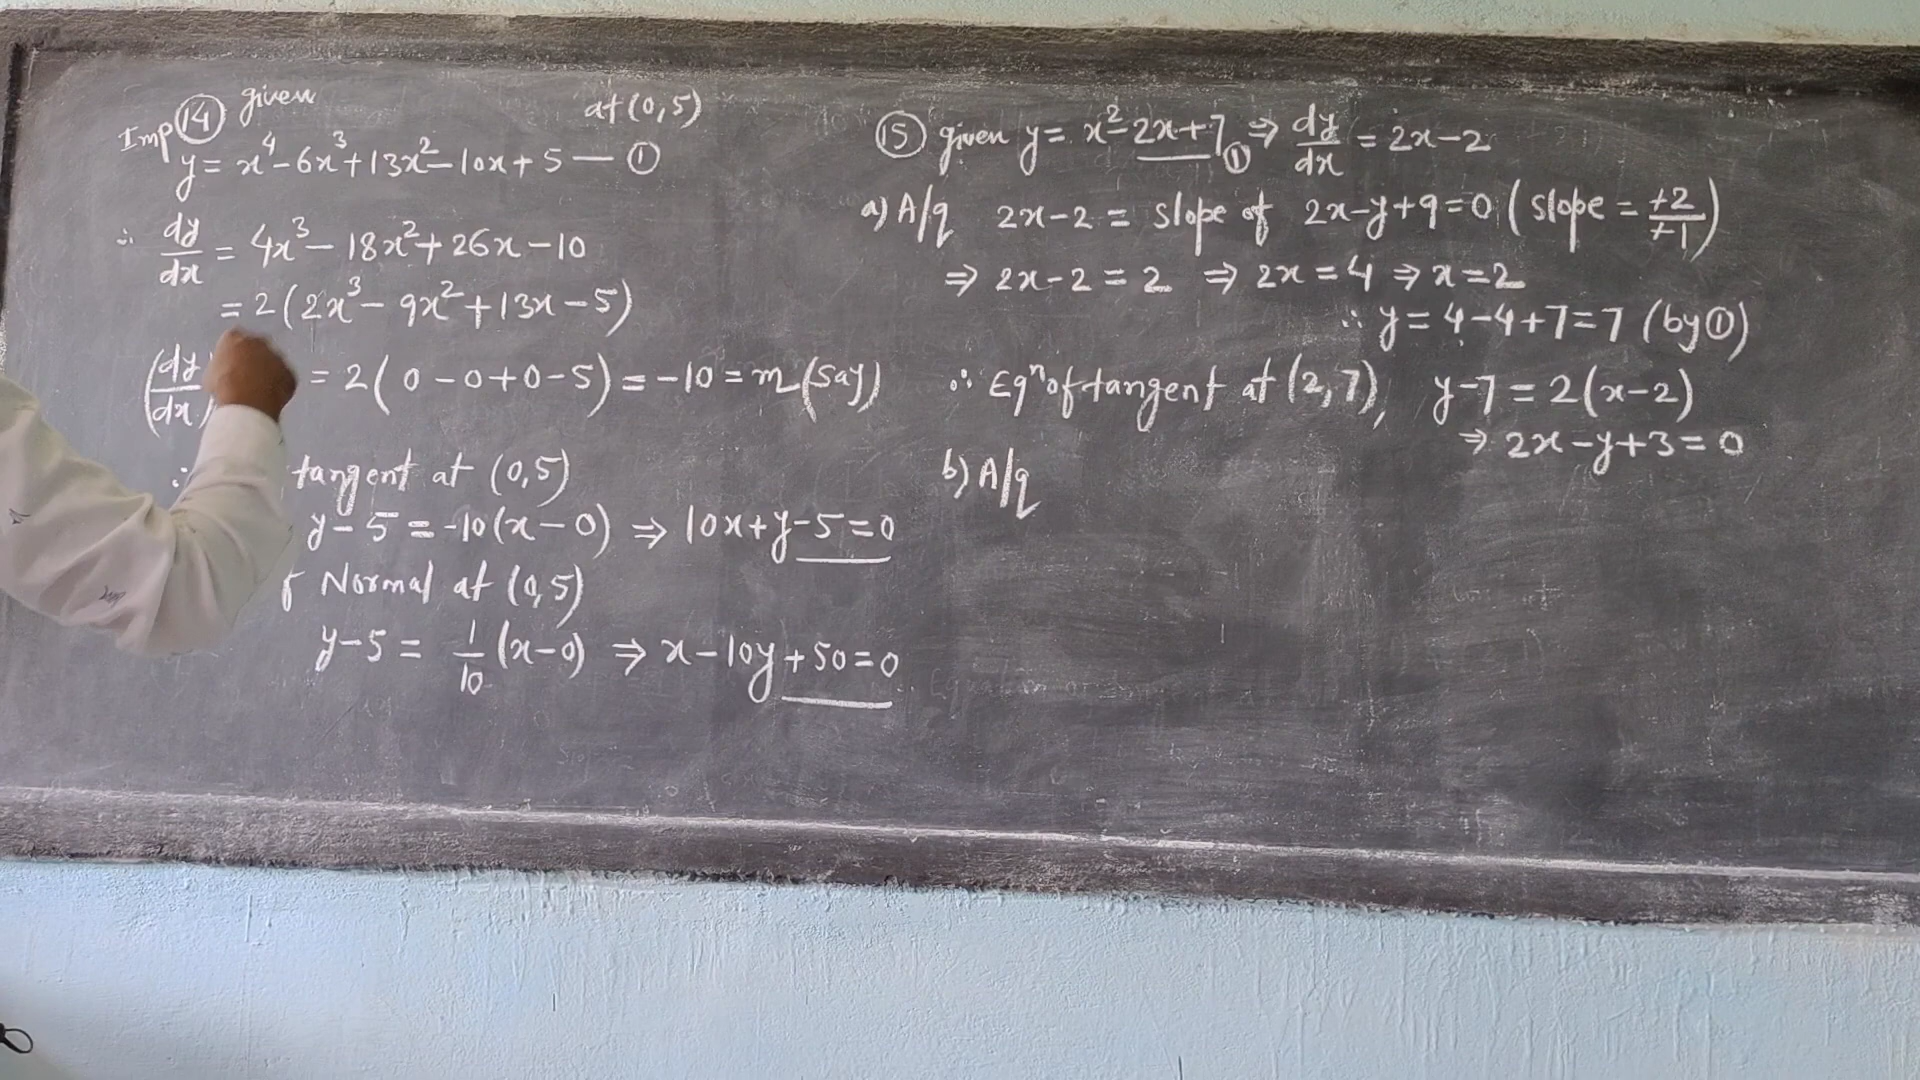 Imp (14) given at (0,5)
y = x⁴ - 6x³ + 13x² - 10x + 5 — ①
∴ dy/dx = 4x³ - 18x² + 26x - 10
= 2(2x³ - 9x² + 13x - 5)
(dy/dx) = 2(0 - 0 + 0 - 5) = -10 = m (say)
tangent at (0,5)
y - 5 = -10(x - 0) ⇒ 10x + y - 5 = 0
Normal at (0,5)
y - 5 = 1/10 (x - 0) ⇒ x - 10y + 50 = 0
(15) given y = x² - 2x + 7 ① ⇒ dy/dx = 2x - 2
a) A/q 2x - 2 = slope of 2x - y + 9 = 0 (slope = +2/+1)
⇒ 2x - 2 = 2 ⇒ 2x = 4 ⇒ x = 2
∴ y = 4 - 4 + 7 = 7 (by ①)
∴ Eqⁿ of tangent at (2,7), y - 7 = 2(x - 2)
⇒ 2x - y + 3 = 0
b) A/q